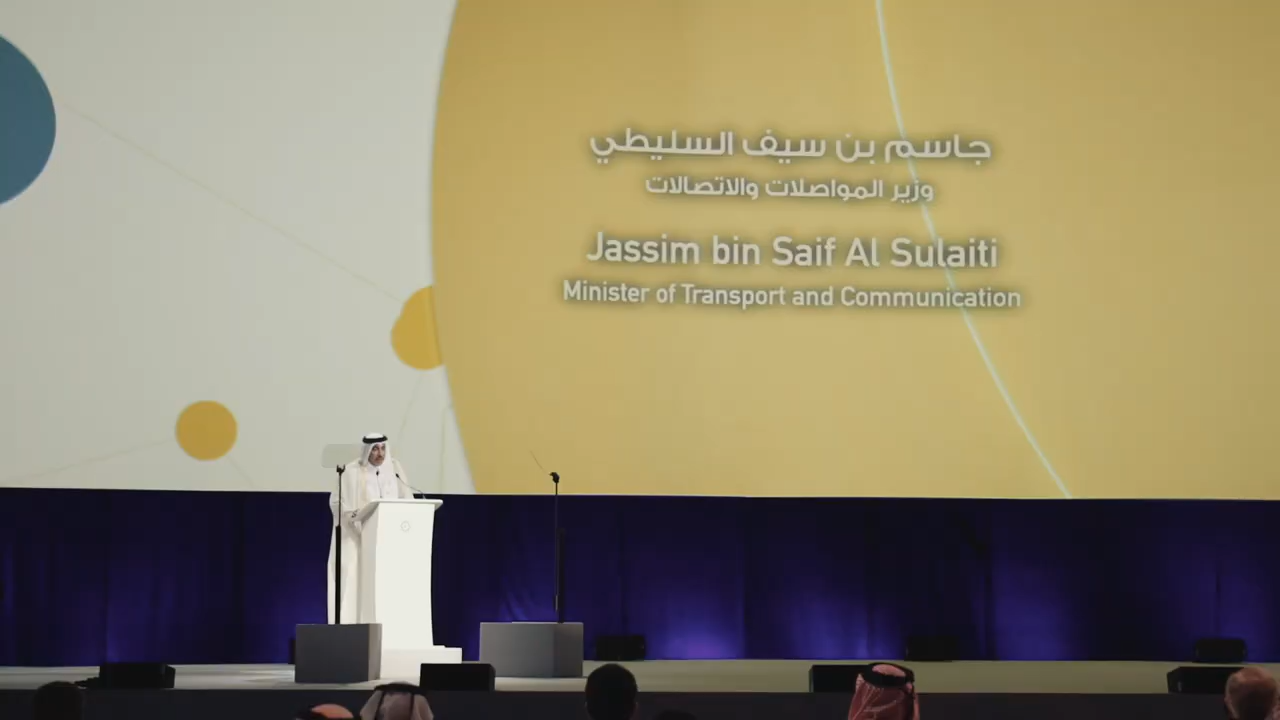 جاسم بن سيف السليطي
وزير المواصلات والاتصالات
Jassim bin Saif Al Sulaiti
Minister of Transport and Communication